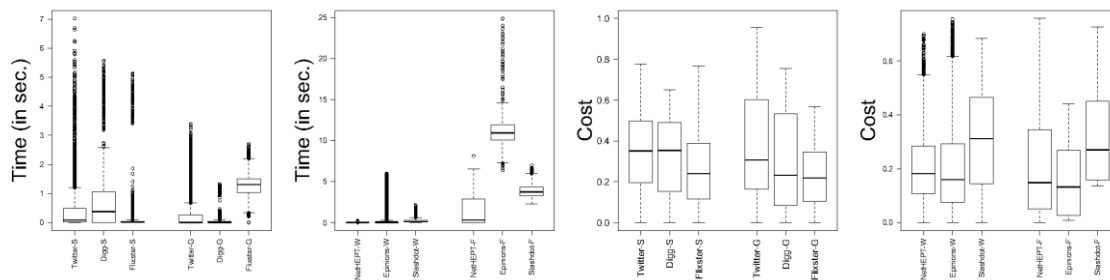 Time (in sec.)
7
6
5
4
3
2
1
0
Twitter-S
Digg-S
Flixster-S
Twitter-G
Digg-G
Flixster-G
Time (in sec.)
25
20
15
10
5
0
NetHEPT-W
Epinions-W
Slashdot-W
NetHEPT-F
Epinions-F
Slashdot-F
Cost
1.0
0.8
0.6
0.4
0.2
0.0
Twitter-S
Digg-S
Flixster-S
Twitter-G
Digg-G
Flixster-G
Cost
0.6
0.4
0.2
0.0
NetHEPT-W
Epinions-W
Slashdot-W
NetHEPT-F
Epinions-F
Slashdot-F